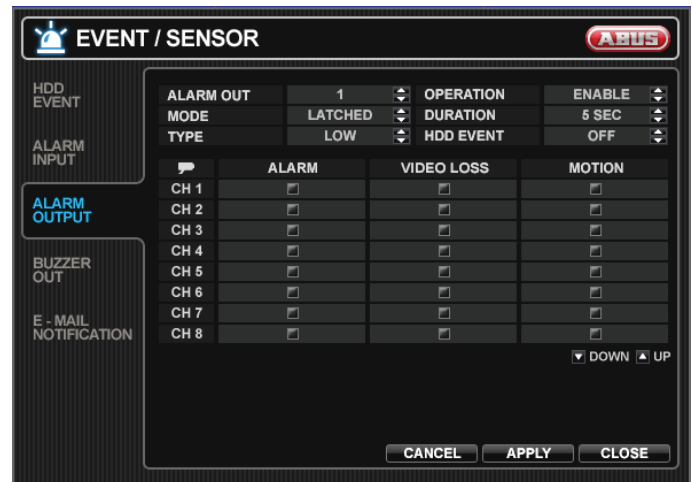 EVENT / SENSOR
ABUS
HDD
EVENT
ALARM
INPUT
ALARM
OUTPUT
BUZZER
OUT
E - MAIL
NOTIFICATION
ALARM OUT 1 OPERATION ENABLE
MODE LATCHED DURATION 5 SEC
TYPE LOW HDD EVENT OFF
ALARM VIDEO LOSS MOTION
CH 1
CH 2
CH 3
CH 4
CH 5
CH 6
CH 7
CH 8
DOWN UP
CANCEL APPLY CLOSE